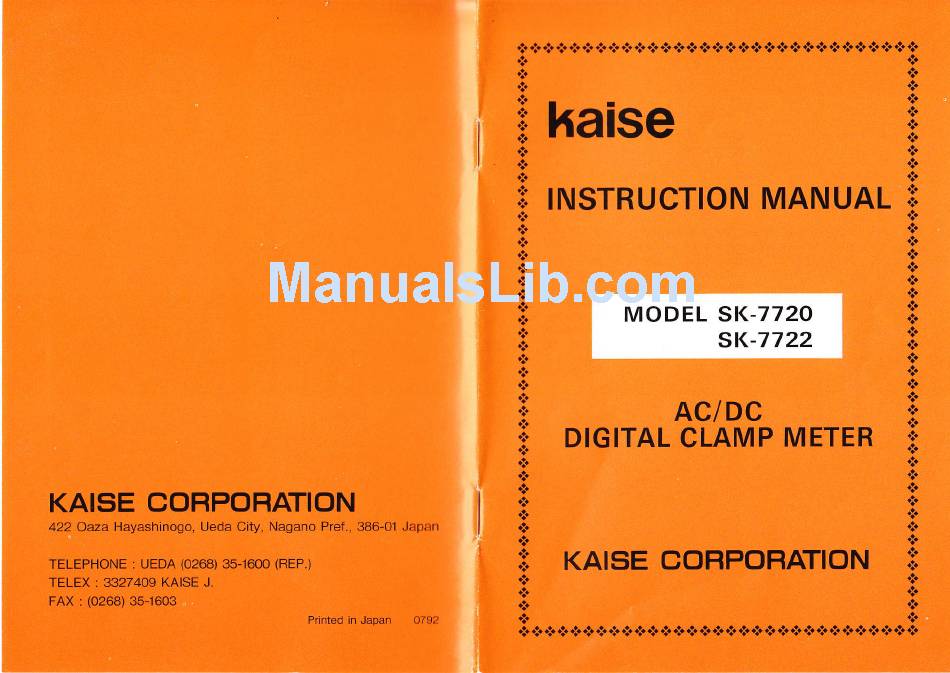 KAISE CORPORATION
422 Oaza Hayashinogo, Ueda City, Nagano Pref., 386-01 Japan
TELEPHONE : UEDA (0268) 35-1600 (REP.)
TELEX : 3327409 KAISE J.
FAX : (0268) 35-1603
Printed in Japan 0792
kaise
INSTRUCTION MANUAL
ManualsLib.com
MODEL SK-7720
SK-7722
AC/DC
DIGITAL CLAMP METER
KAISE CORPORATION